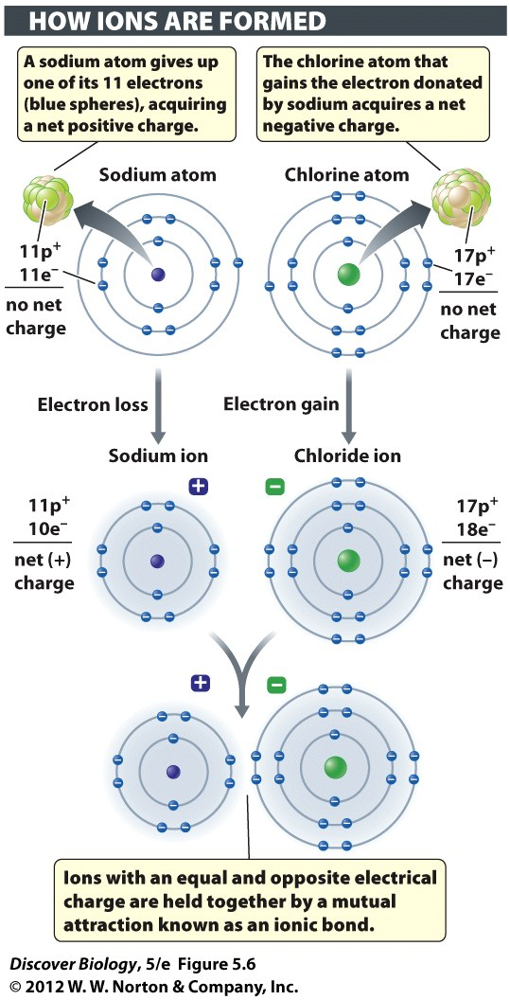 HOW IONS ARE FORMED
A sodium atom gives up
one of its 11 electrons
(blue spheres), acquiring
a net positive charge.
The chlorine atom that
gains the electron donated
by sodium acquires a net
negative charge.
Sodium atom
Chlorine atom
11p⁺
11e⁻
no net
charge
17p⁺
17e⁻
no net
charge
Electron loss
Electron gain
Sodium ion
Chloride ion
+
−
11p⁺
10e⁻
net (+)
charge
17p⁺
18e⁻
net (−)
charge
+
−
Ions with an equal and opposite electrical
charge are held together by a mutual
attraction known as an ionic bond.
Discover Biology, 5/e Figure 5.6
© 2012 W. W. Norton & Company, Inc.